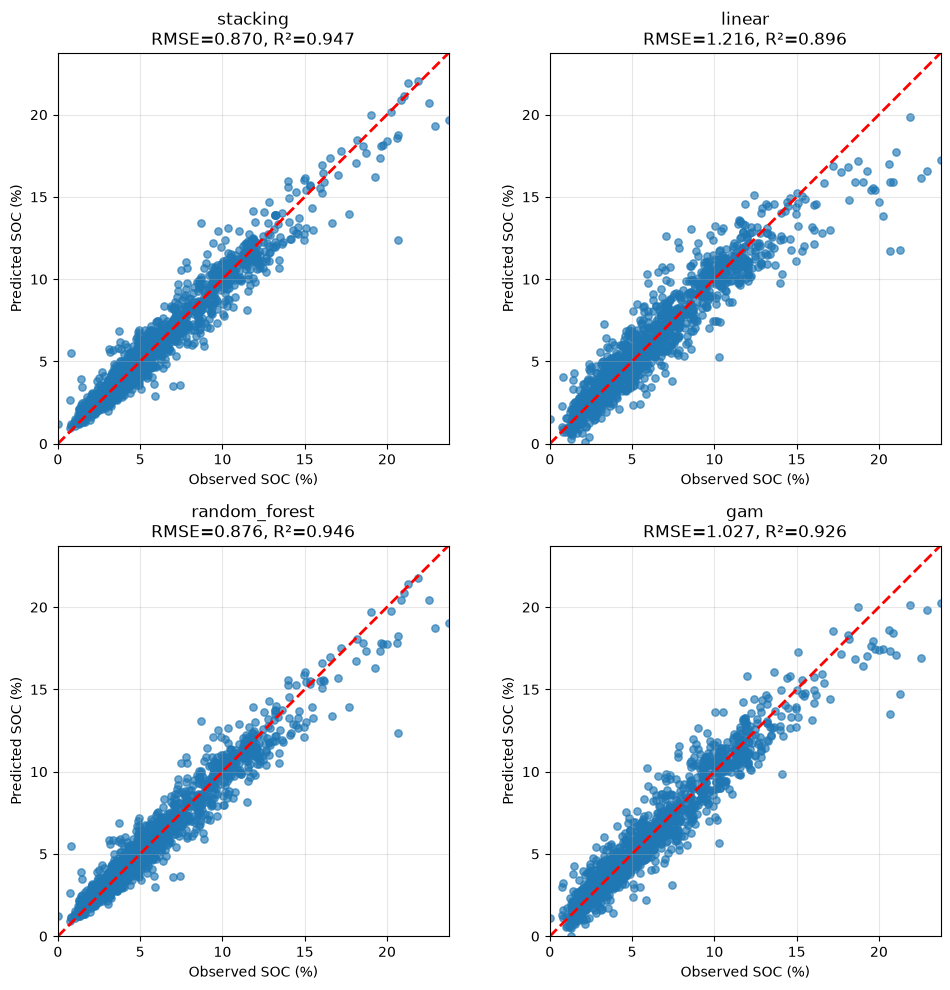 stacking
RMSE=0.870, R²=0.947
Predicted SOC (%)
20
15
10
5
0
0 5 10 15 20
Observed SOC (%)
linear
RMSE=1.216, R²=0.896
Predicted SOC (%)
20
15
10
5
0
0 5 10 15 20
Observed SOC (%)
random_forest
RMSE=0.876, R²=0.946
Predicted SOC (%)
20
15
10
5
0
0 5 10 15 20
Observed SOC (%)
gam
RMSE=1.027, R²=0.926
Predicted SOC (%)
20
15
10
5
0
0 5 10 15 20
Observed SOC (%)